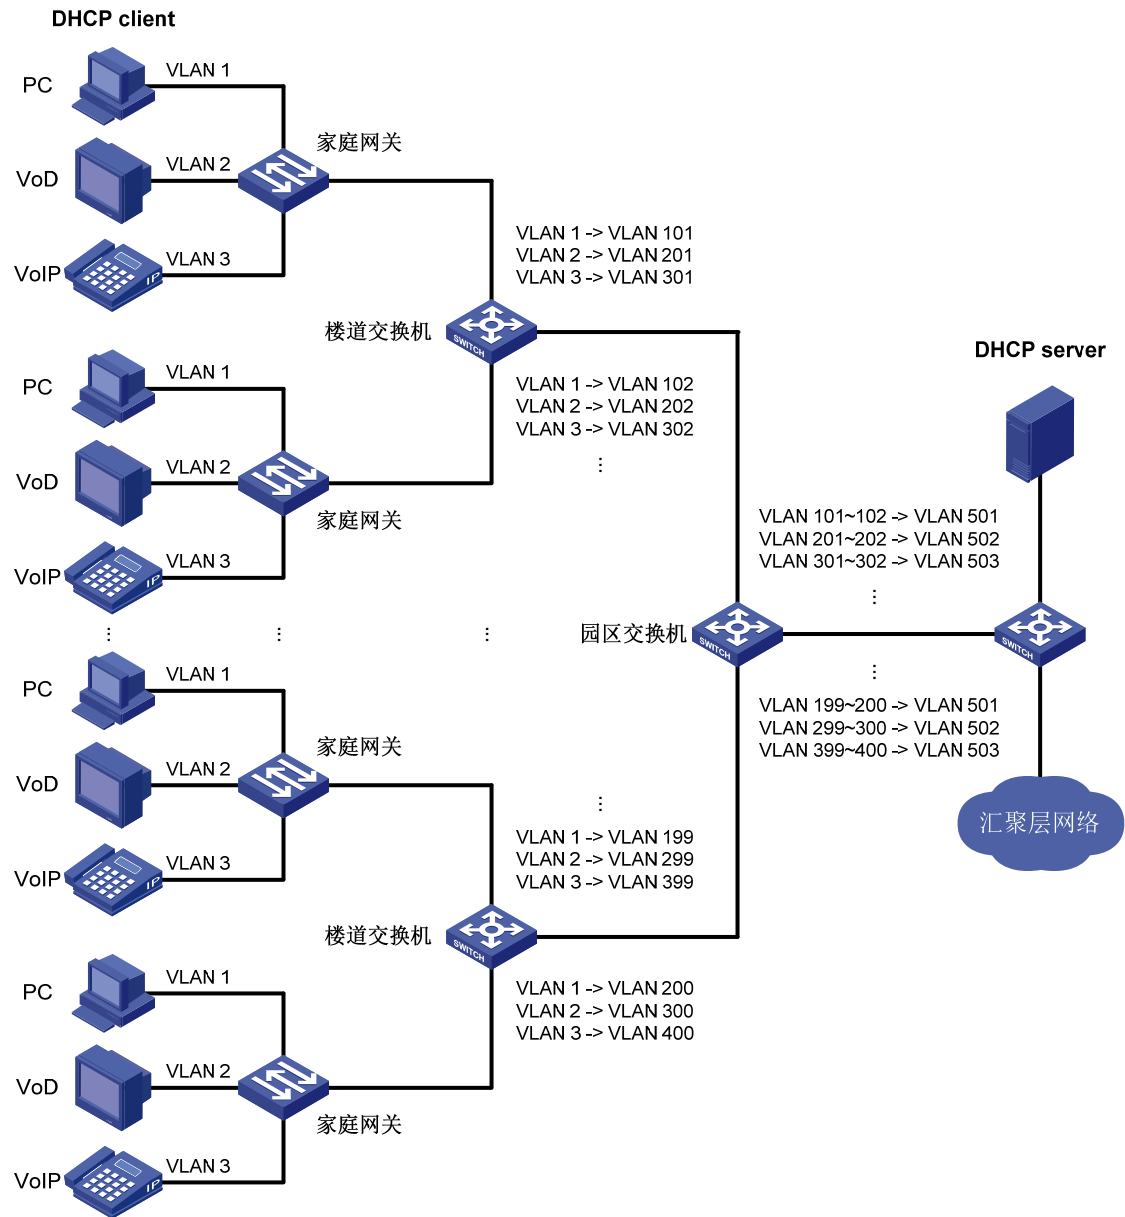 DHCP client
PC
VLAN 1
家庭网关
VoD
VLAN 2
VoIP
VLAN 3
IP
VLAN 1 -> VLAN 101
VLAN 2 -> VLAN 201
VLAN 3 -> VLAN 301
楼道交换机
SWITCH
DHCP server
PC
VLAN 1
VLAN 1 -> VLAN 102
VLAN 2 -> VLAN 202
VLAN 3 -> VLAN 302
...
VoD
VLAN 2
家庭网关
VoIP
VLAN 3
IP
VLAN 101~102 -> VLAN 501
VLAN 201~202 -> VLAN 502
VLAN 301~302 -> VLAN 503
...
... ... ...
园区交换机
SWITCH
SWITCH
...
VLAN 199~200 -> VLAN 501
VLAN 299~300 -> VLAN 502
VLAN 399~400 -> VLAN 503
PC
VLAN 1
家庭网关
VoD
VLAN 2
...
VLAN 1 -> VLAN 199
VLAN 2 -> VLAN 299
VLAN 3 -> VLAN 399
汇聚层网络
VoIP
VLAN 3
IP
楼道交换机
SWITCH
PC
VLAN 1
VLAN 1 -> VLAN 200
VLAN 2 -> VLAN 300
VLAN 3 -> VLAN 400
VoD
VLAN 2
家庭网关
VoIP
VLAN 3
IP